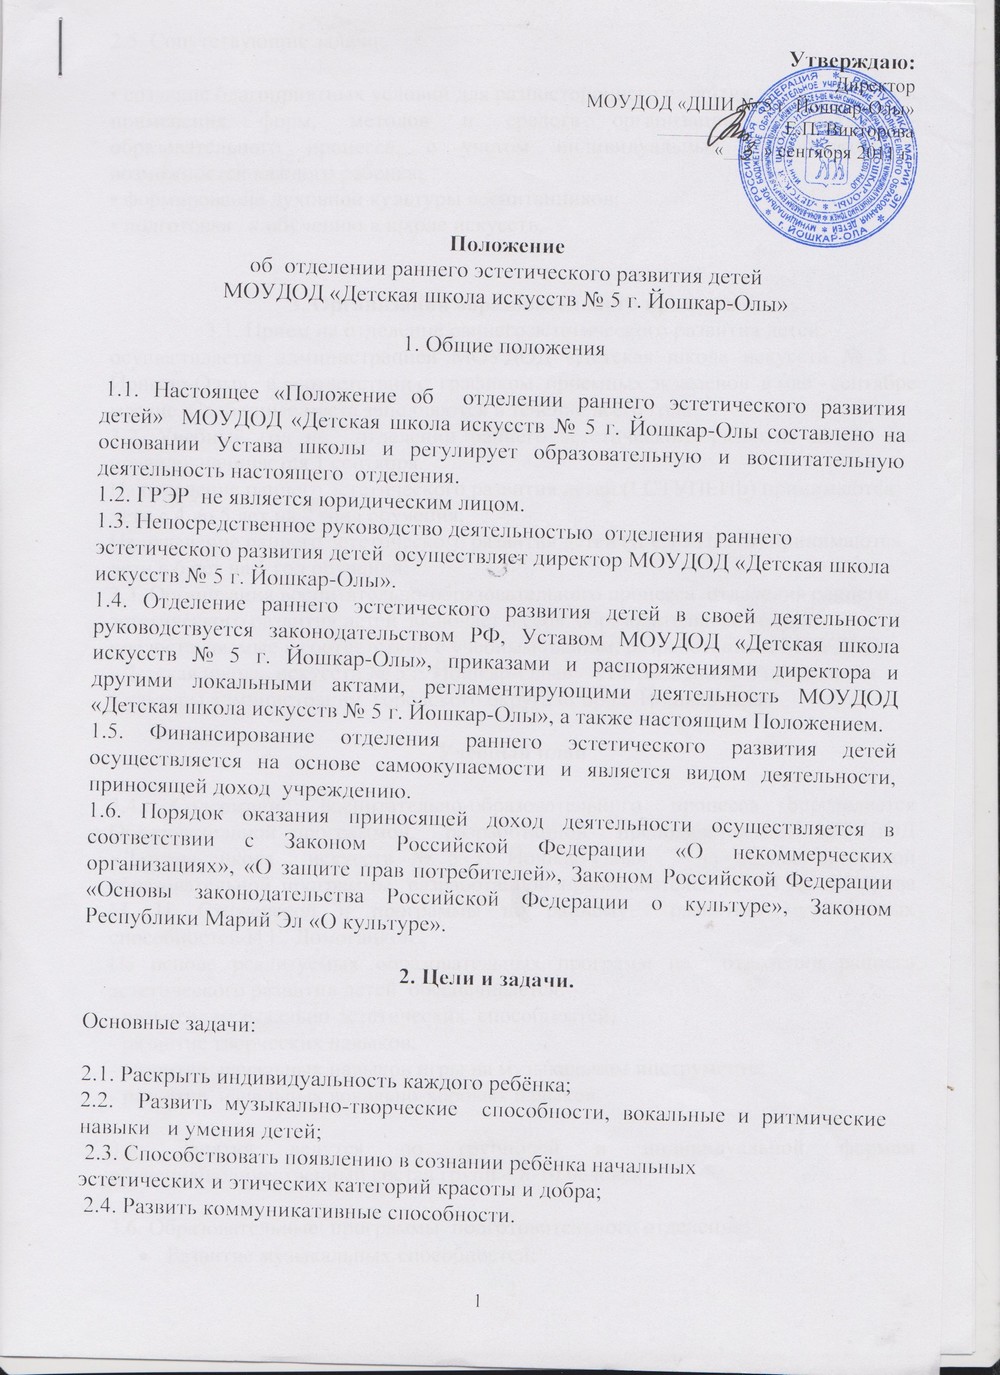 Утверждаю:
Директор
МОУДОД «ДШИ № 5 г. Йошкар-Олы»
Е.П. Викторова
« сентября
Положение
об отделении раннего эстетического развития детей
МОУДОД «Детская школа искусств № 5 г. Йошкар-Олы»
1. Общие положения
1.1. Настоящее «Положение об отделении раннего эстетического развития
детей» МОУДОД «Детская школа искусств № 5 г. Йошкар-Олы составлено на
основании Устава школы и регулирует образовательную и воспитательную
деятельность настоящего отделения.
1.2. ГРЭР не является юридическим лицом.
1.3. Непосредственное руководство деятельностью отделения раннего
эстетического развития детей осуществляет директор МОУДОД «Детская школа
искусств № 5 г. Йошкар-Олы».
1.4. Отделение раннего эстетического развития детей в своей деятельности
руководствуется законодательством РФ, Уставом МОУДОД «Детская школа
искусств № 5 г. Йошкар-Олы», приказами и распоряжениями директора и
другими локальными актами, регламентирующими деятельность МОУДОД
«Детская школа искусств № 5 г. Йошкар-Олы», а также настоящим Положением.
1.5. Финансирование отделения раннего эстетического развития детей
осуществляется на основе самоокупаемости и является видом деятельности,
приносящей доход учреждению.
1.6. Порядок оказания приносящей доход деятельности осуществляется в
соответствии с Законом Российской Федерации «О некоммерческих
организациях», «О защите прав потребителей», Законом Российской Федерации
«Основы законодательства Российской Федерации о культуре», Законом
Республики Марий Эл «О культуре».
2. Цели и задачи.
Основные задачи:
2.1. Раскрыть индивидуальность каждого ребёнка;
2.2. Развить музыкально-творческие способности, вокальные и ритмические
навыки и умения детей;
2.3. Способствовать появлению в сознании ребёнка начальных
эстетических и этических категорий красоты и добра;
2.4. Развить коммуникативные способности.
1